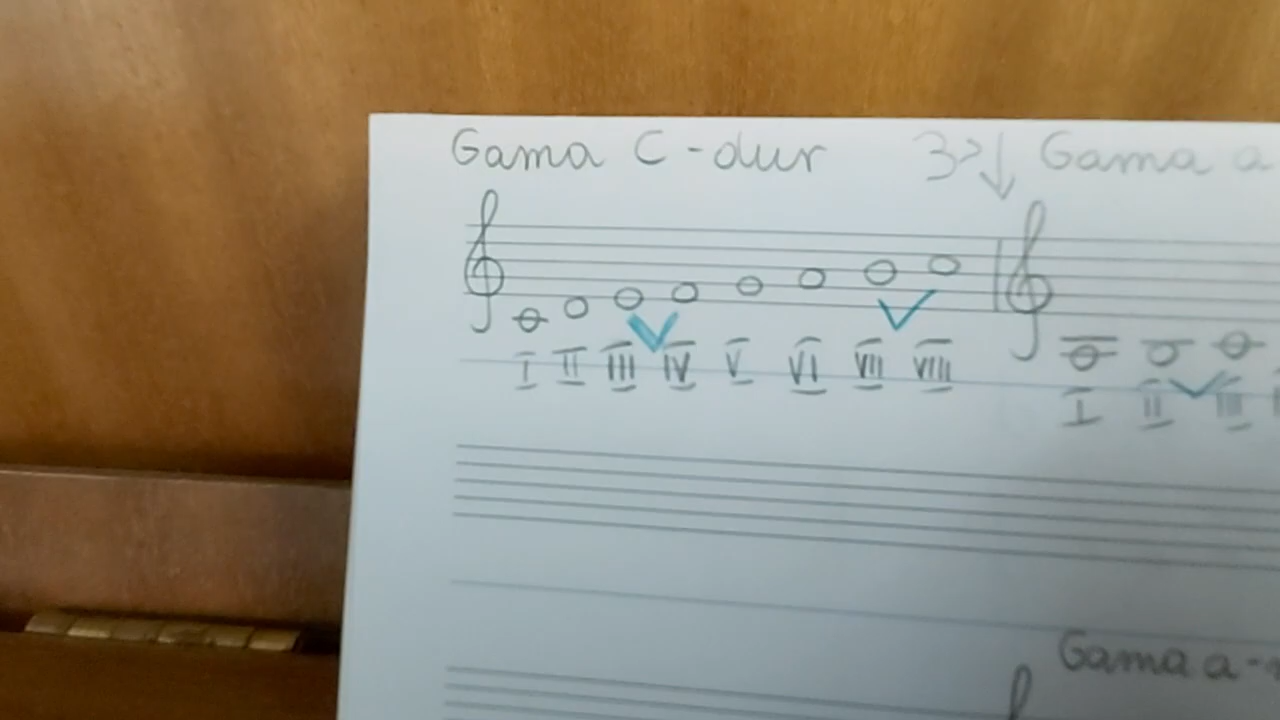 Gama C-dur 3> ↓ Gama a
I II III IV V VI VII VIII I II III
Gama a-